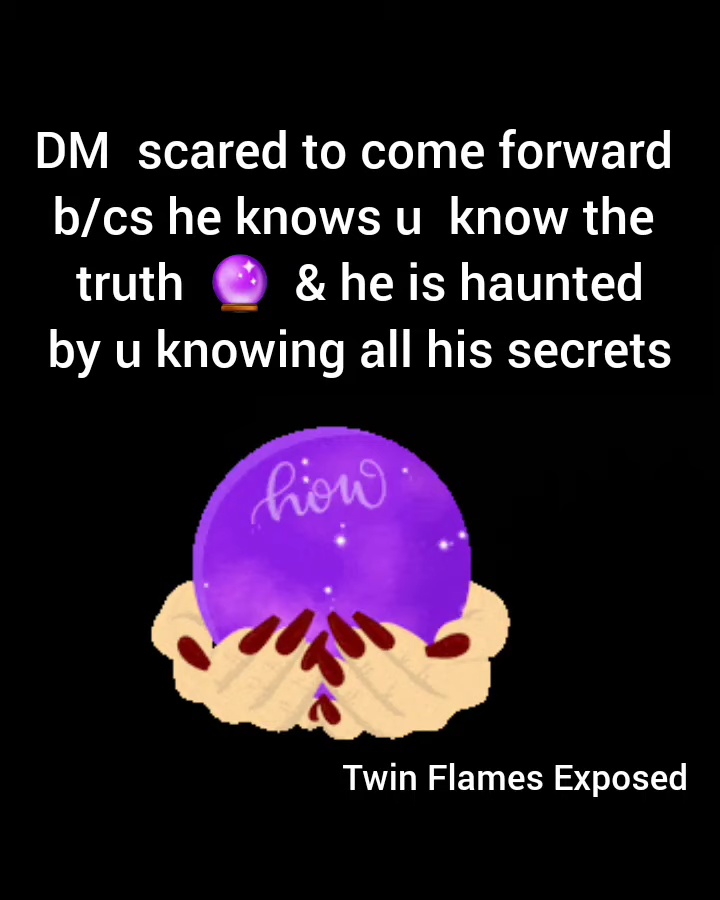 DM scared to come forward
b/cs he knows u know the
truth 🔮 & he is haunted
by u knowing all his secrets
how
Twin Flames Exposed